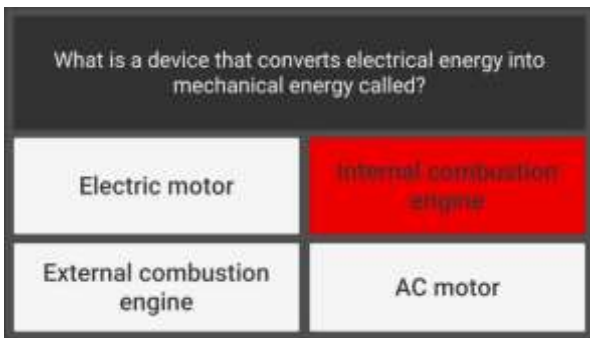 What is a device that converts electrical energy into
mechanical energy called?
Electric motor
Internal combustion
engine
External combustion
engine
AC motor